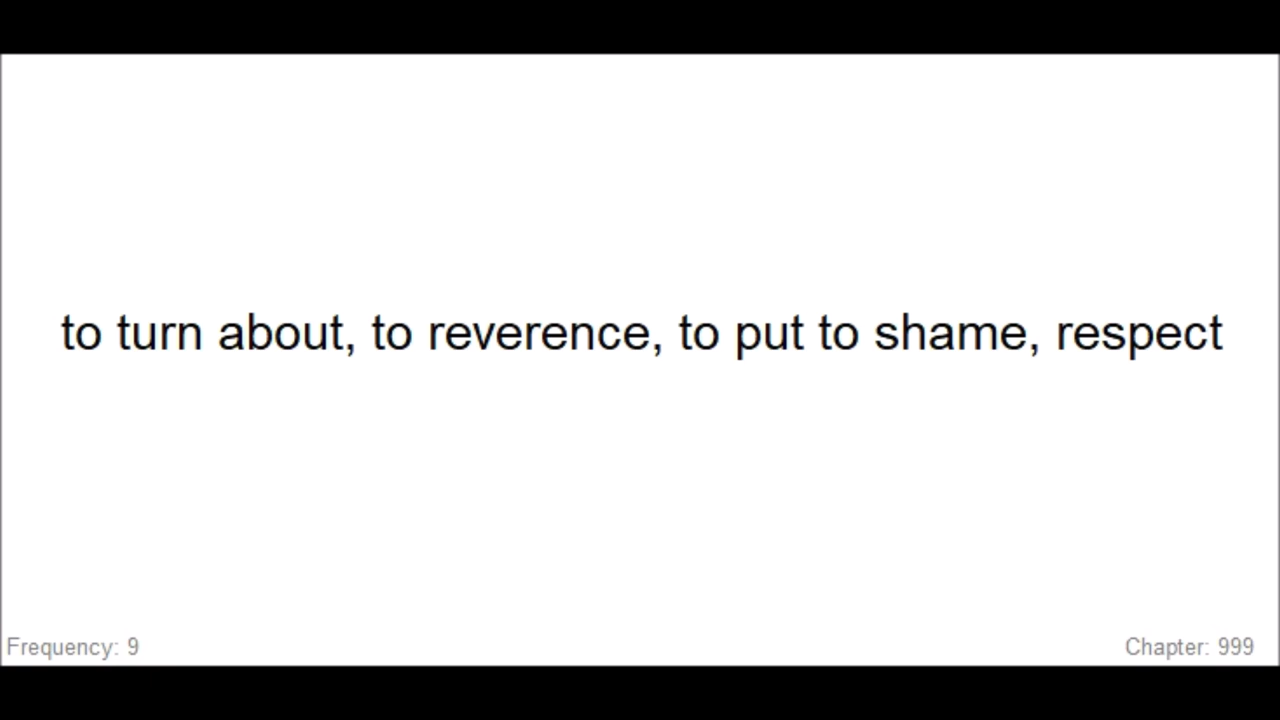 to turn about, to reverence, to put to shame, respect
Frequency: 9
Chapter: 999